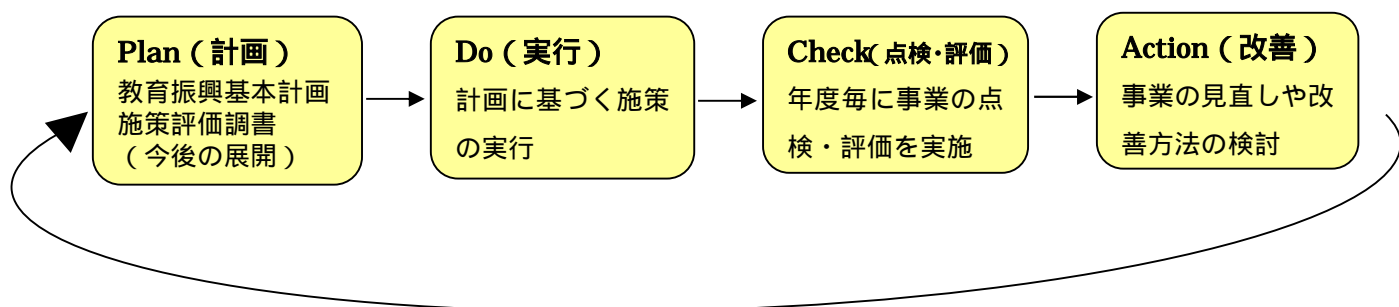 Plan（計画）
教育振興基本計画
施策評価調書
（今後の展開）
Do（実行）
計画に基づく施策
の実行
Check（点検・評価）
年度毎に事業の点
検・評価を実施
Action（改善）
事業の見直しや改
善方法の検討